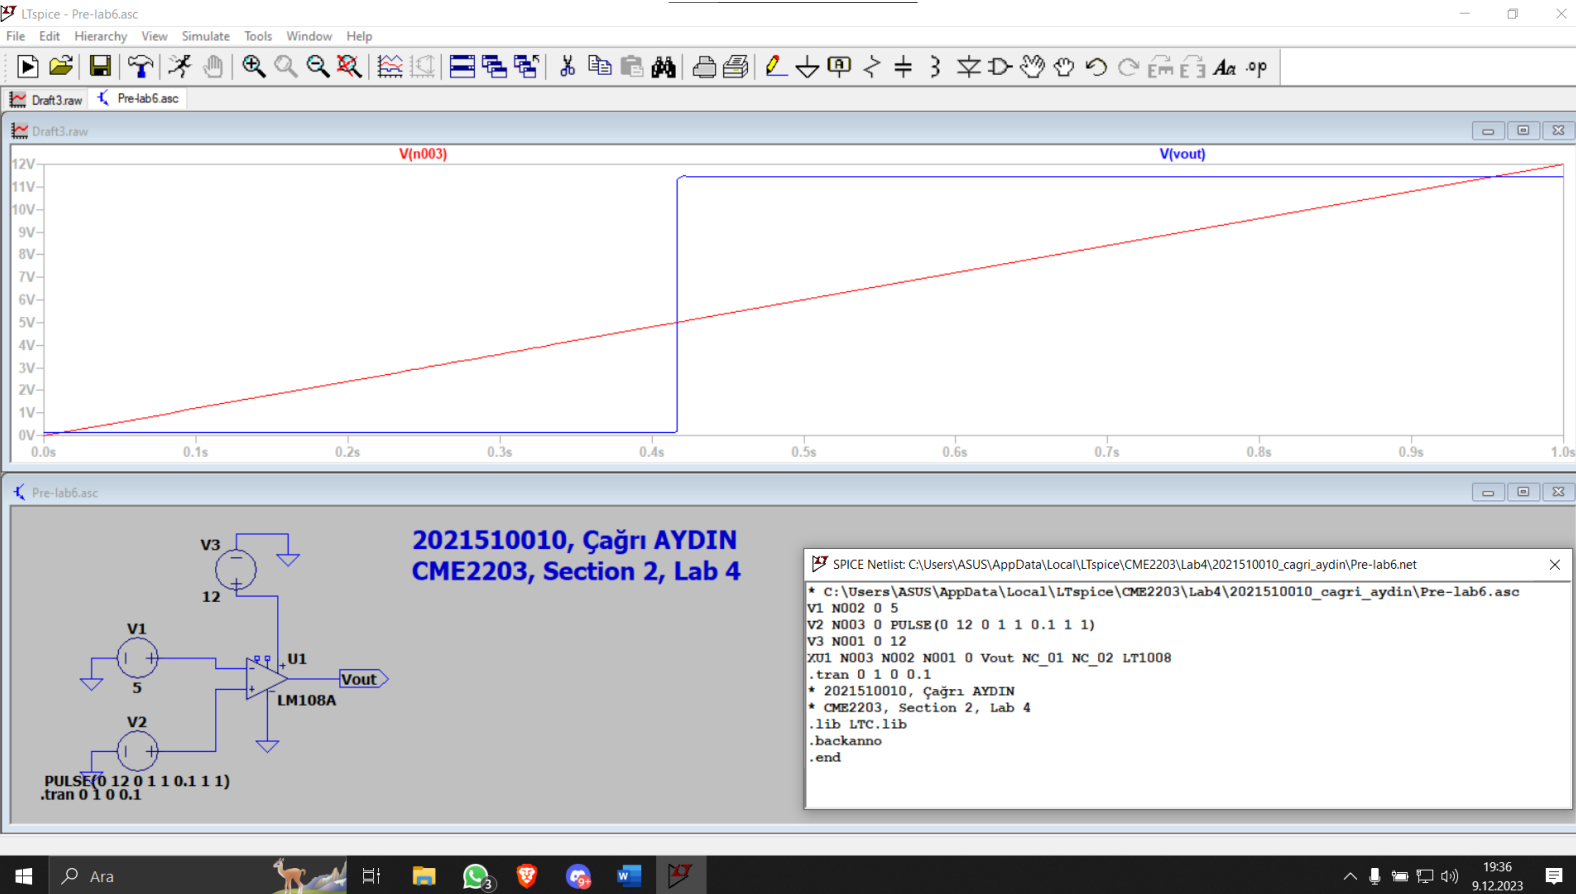 LTspice - Pre-lab6.asc
File Edit Hierarchy View Simulate Tools Window Help
Draft3.raw Pre-lab6.asc
Draft3.raw
V(n003) V(vout)
12V
11V
10V
9V
8V
7V
6V
5V
4V
3V
2V
1V
0V
0.0s 0.1s 0.2s 0.3s 0.4s 0.5s 0.6s 0.7s 0.8s 0.9s 1.0s
Pre-lab6.asc
V3
12
V1
5
V2
PULSE(0 12 0 1 1 0.1 1 1)
.tran 0 1 0 0.1
U1
LM108A
Vout
2021510010, Çağrı AYDIN
CME2203, Section 2, Lab 4
SPICE Netlist: C:\Users\ASUS\AppData\Local\LTspice\CME2203\Lab4\2021510010_cagri_aydin\Pre-lab6.net
* C:\Users\ASUS\AppData\Local\LTspice\CME2203\Lab4\2021510010_cagri_aydin\Pre-lab6.asc
V1 N002 0 5
V2 N003 0 PULSE(0 12 0 1 1 0.1 1 1)
V3 N001 0 12
XU1 N003 N002 N001 0 Vout NC_01 NC_02 LT1008
.tran 0 1 0 0.1
* 2021510010, Çağrı AYDIN
* CME2203, Section 2, Lab 4
.lib LTC.lib
.backanno
.end
Ara
3
9+
19:36
9.12.2023